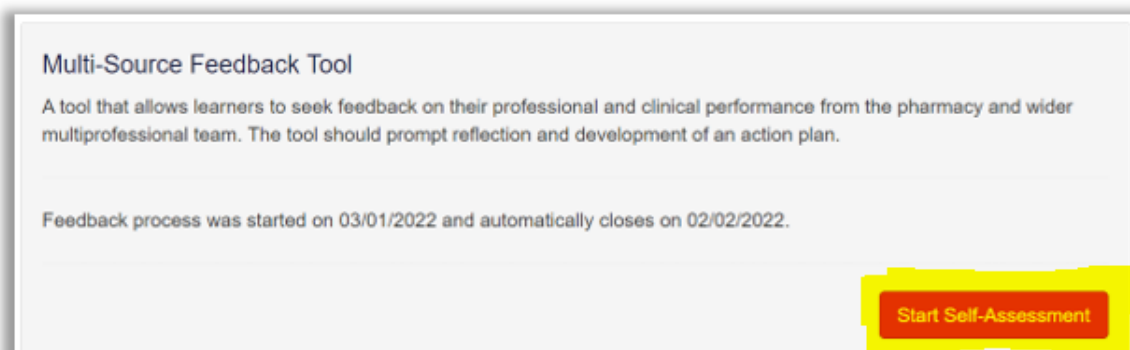 Multi-Source Feedback Tool
A tool that allows learners to seek feedback on their professional and clinical performance from the pharmacy and wider
multiprofessional team. The tool should prompt reflection and development of an action plan.
Feedback process was started on 03/01/2022 and automatically closes on 02/02/2022.
Start Self-Assessment